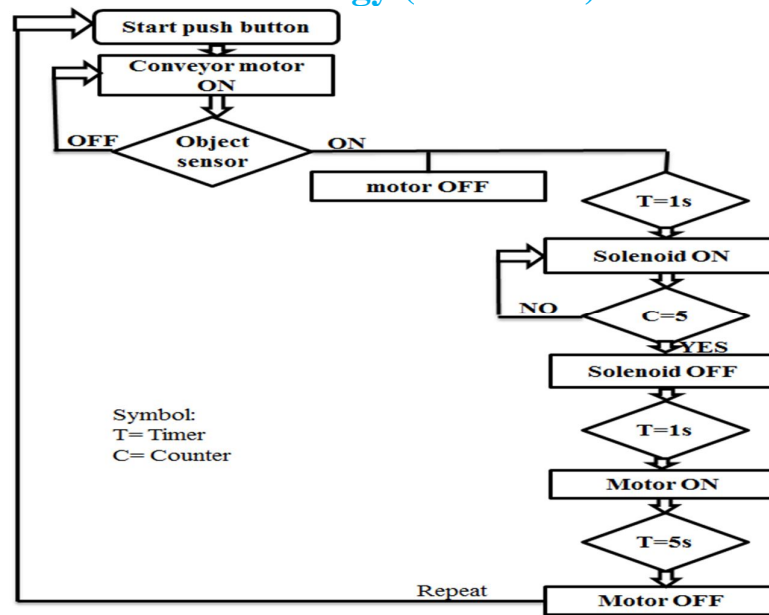 Start push button
Conveyor motor
ON
OFF
Object
sensor
ON
motor OFF
T=1s
Solenoid ON
NO
C=5
YES
Solenoid OFF
Symbol:
T= Timer
C= Counter
T=1s
Motor ON
T=5s
Repeat
Motor OFF